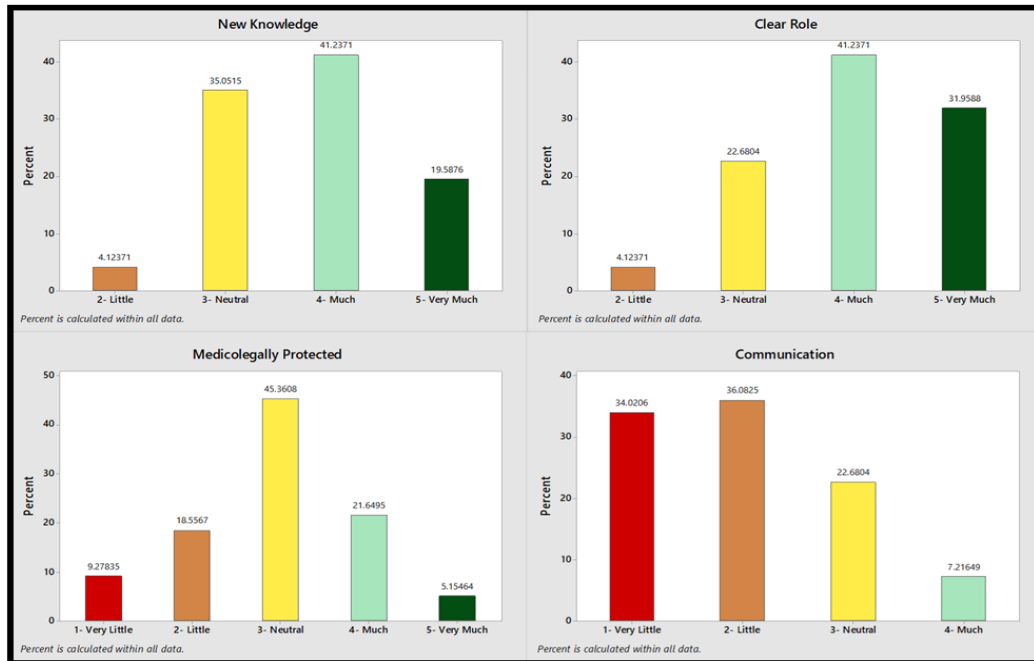 New Knowledge
41.2371
40
35.0515
30
Percent
20
19.5876
10
4.12371
0
2- Little 3- Neutral 4- Much 5- Very Much
Percent is calculated within all data.
Clear Role
41.2371
40
31.9588
30
Percent
22.6804
20
10
4.12371
0
2- Little 3- Neutral 4- Much 5- Very Much
Percent is calculated within all data.
Medicolegally Protected
50
45.3608
40
30
Percent
21.6495
20
18.5567
10
9.27835
5.15464
0
1- Very Little 2- Little 3- Neutral 4- Much 5- Very Much
Percent is calculated within all data.
Communication
40
36.0825
34.0206
30
Percent
22.6804
20
10
7.21649
0
1- Very Little 2- Little 3- Neutral 4- Much
Percent is calculated within all data.